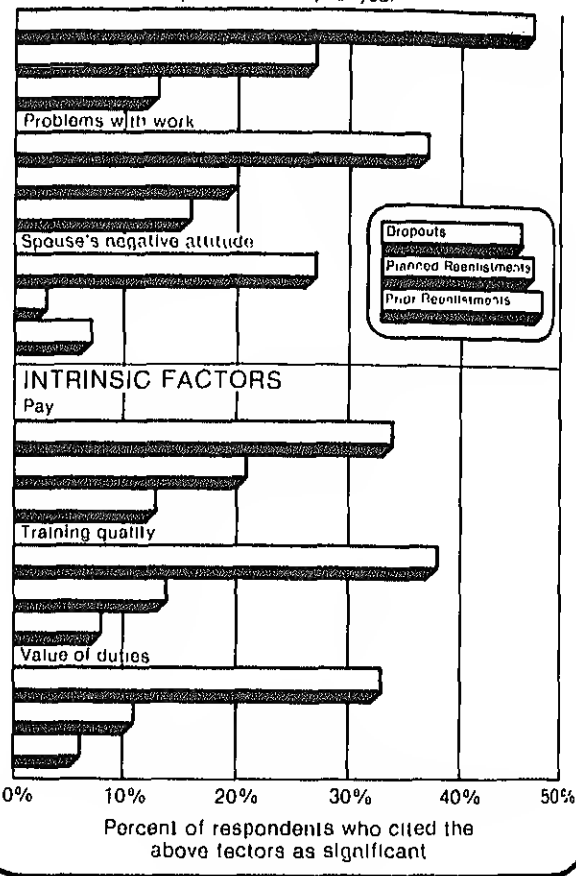 Problems with work
Spouse's negative attitude
Dropouts
Planned Reenlistments
Prior Reenlistments
INTRINSIC FACTORS
Pay
Training quality
Value of duties
0% 10% 20% 30% 40% 50%
Percent of respondents who cited the
above factors as significant